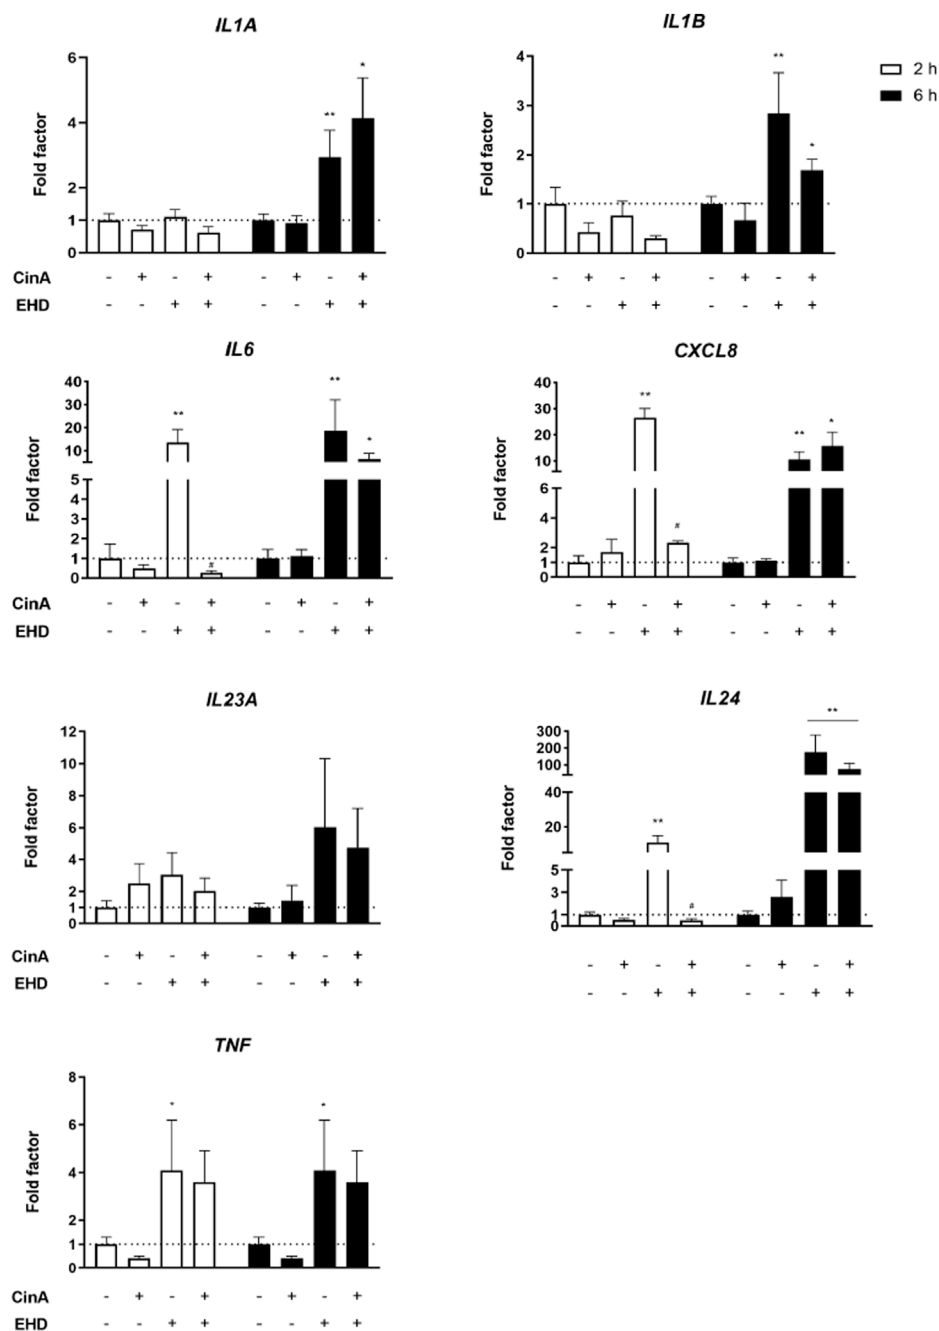 IL1A
6
4
2
1
0
Fold factor
**
*
CinA - + - + - + - +
EHD - - + + - - + +
IL1B
4
3
2
1
0
Fold factor
**
*
- + - + - + - +
- - + + - - + +
2 h
6 h
IL6
40
30
20
10
5
4
3
2
1
0
Fold factor
**
#
**
*
CinA - + - + - + - +
EHD - - + + - - + +
CXCL8
40
30
20
10
6
4
2
1
0
Fold factor
**
#
**
*
- + - + - + - +
- - + + - - + +
IL23A
12
10
8
6
4
2
1
0
Fold factor
CinA - + - + - + - +
EHD - - + + - - + +
IL24
300
200
100
40
20
5
3
1
0
Fold factor
**
#
**
- + - + - + - +
- - + + - - + +
TNF
8
6
4
2
1
0
Fold factor
*
*
CinA - + - + - + - +
EHD - - + + - - + +